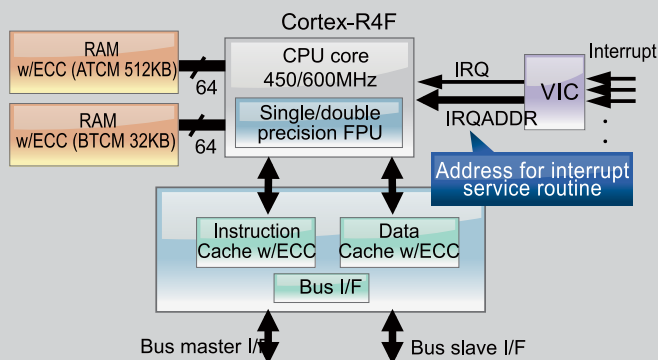 Cortex-R4F
RAM
w/ECC (ATCM 512KB)
64
RAM
w/ECC (BTCM 32KB)
64
CPU core
450/600MHz
Single/double
precision FPU
IRQ
IRQADDR
VIC
Interrupt
Address for interrupt
service routine
Instruction
Cache w/ECC
Data
Cache w/ECC
Bus I/F
Bus master I/F
Bus slave I/F